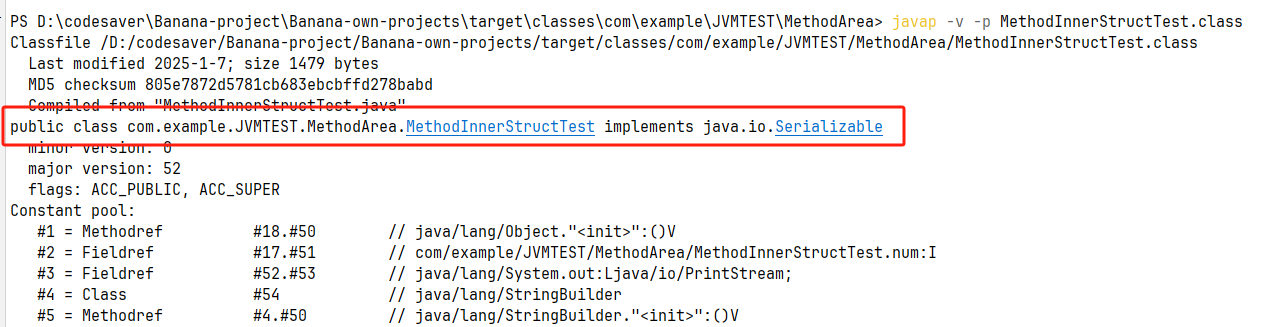 PS D:\codesaver\Banana-project\Banana-own-projects\target\classes\com\example\JVMTEST\MethodArea> javap -v -p MethodInnerStructTest.class
Classfile /D:/codesaver/Banana-project/Banana-own-projects/target/classes/com/example/JVMTEST/MethodArea/MethodInnerStructTest.class
  Last modified 2025-1-7; size 1479 bytes
  MD5 checksum 805e7872d5781cb683ebcbffd278babd
  Compiled from "MethodInnerStructTest.java"
public class com.example.JVMTEST.MethodArea.MethodInnerStructTest implements java.io.Serializable
  minor version: 0
  major version: 52
  flags: ACC_PUBLIC, ACC_SUPER
Constant pool:
   #1 = Methodref          #18.#50        // java/lang/Object."<init>":()V
   #2 = Fieldref           #17.#51        // com/example/JVMTEST/MethodArea/MethodInnerStructTest.num:I
   #3 = Fieldref           #52.#53        // java/lang/System.out:Ljava/io/PrintStream;
   #4 = Class              #54            // java/lang/StringBuilder
   #5 = Methodref          #4.#50         // java/lang/StringBuilder."<init>":()V